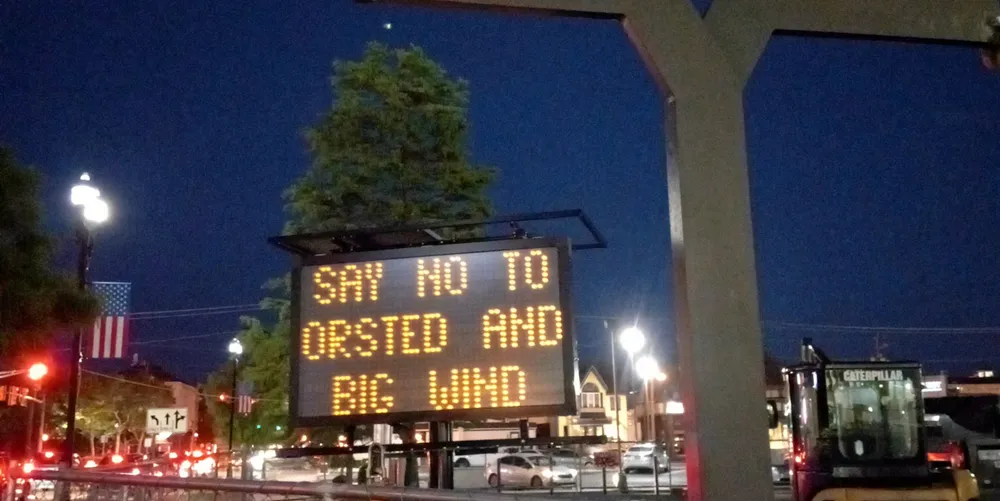 SAY NO TO
ORSTED AND
BIG WIND
CATERPILLAR